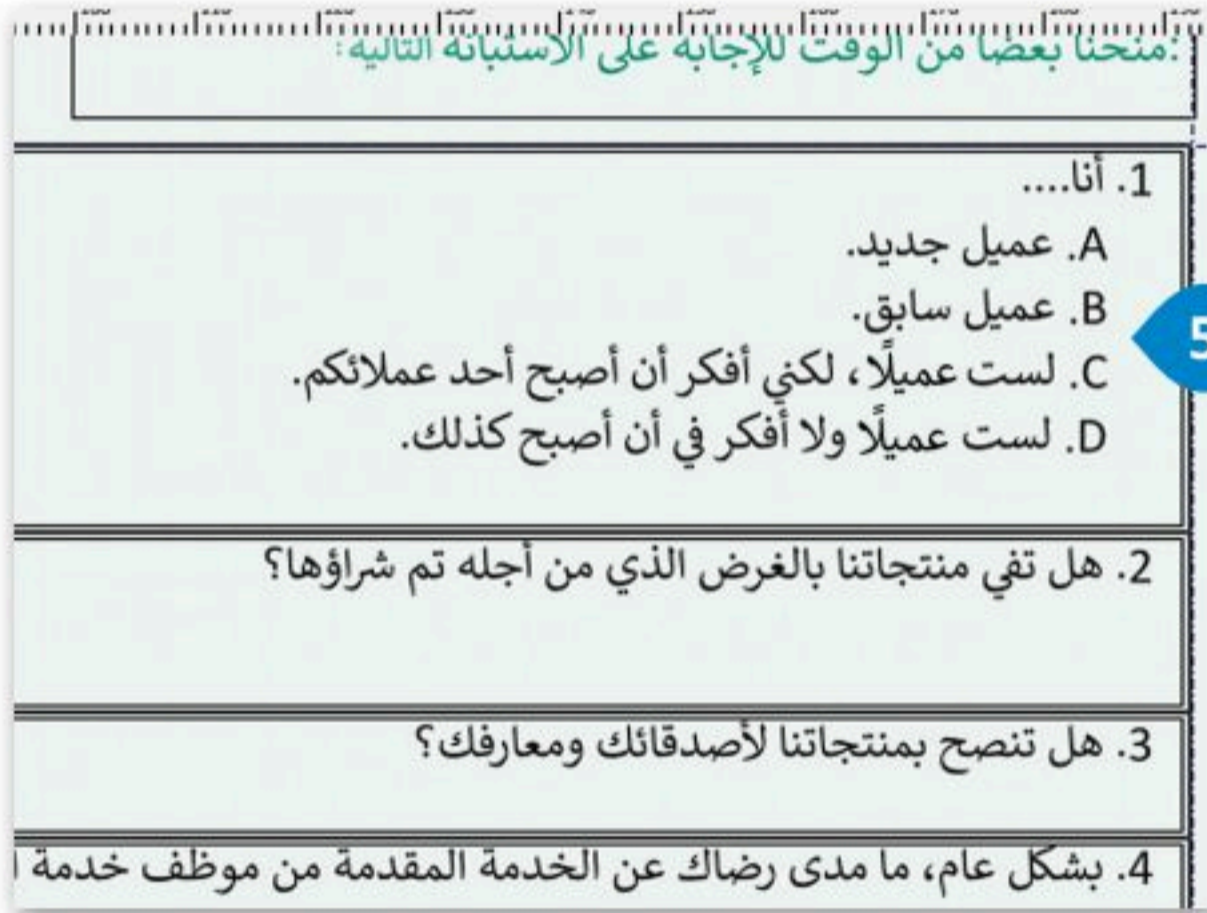 :منحنا بعضًا من الوقت للإجابة على الاستبانة التالية:
1. أنا....
A. عميل جديد.
B. عميل سابق.
5
C. لست عميلًا، لكني أفكر أن أصبح أحد عملائكم.
D. لست عميلًا ولا أفكر في أن أصبح كذلك.
2. هل تفي منتجاتنا بالغرض الذي من أجله تم شراؤها؟
3. هل تنصح بمنتجاتنا لأصدقائك ومعارفك؟
4. بشكل عام، ما مدى رضاك عن الخدمة المقدمة من موظف خدمة